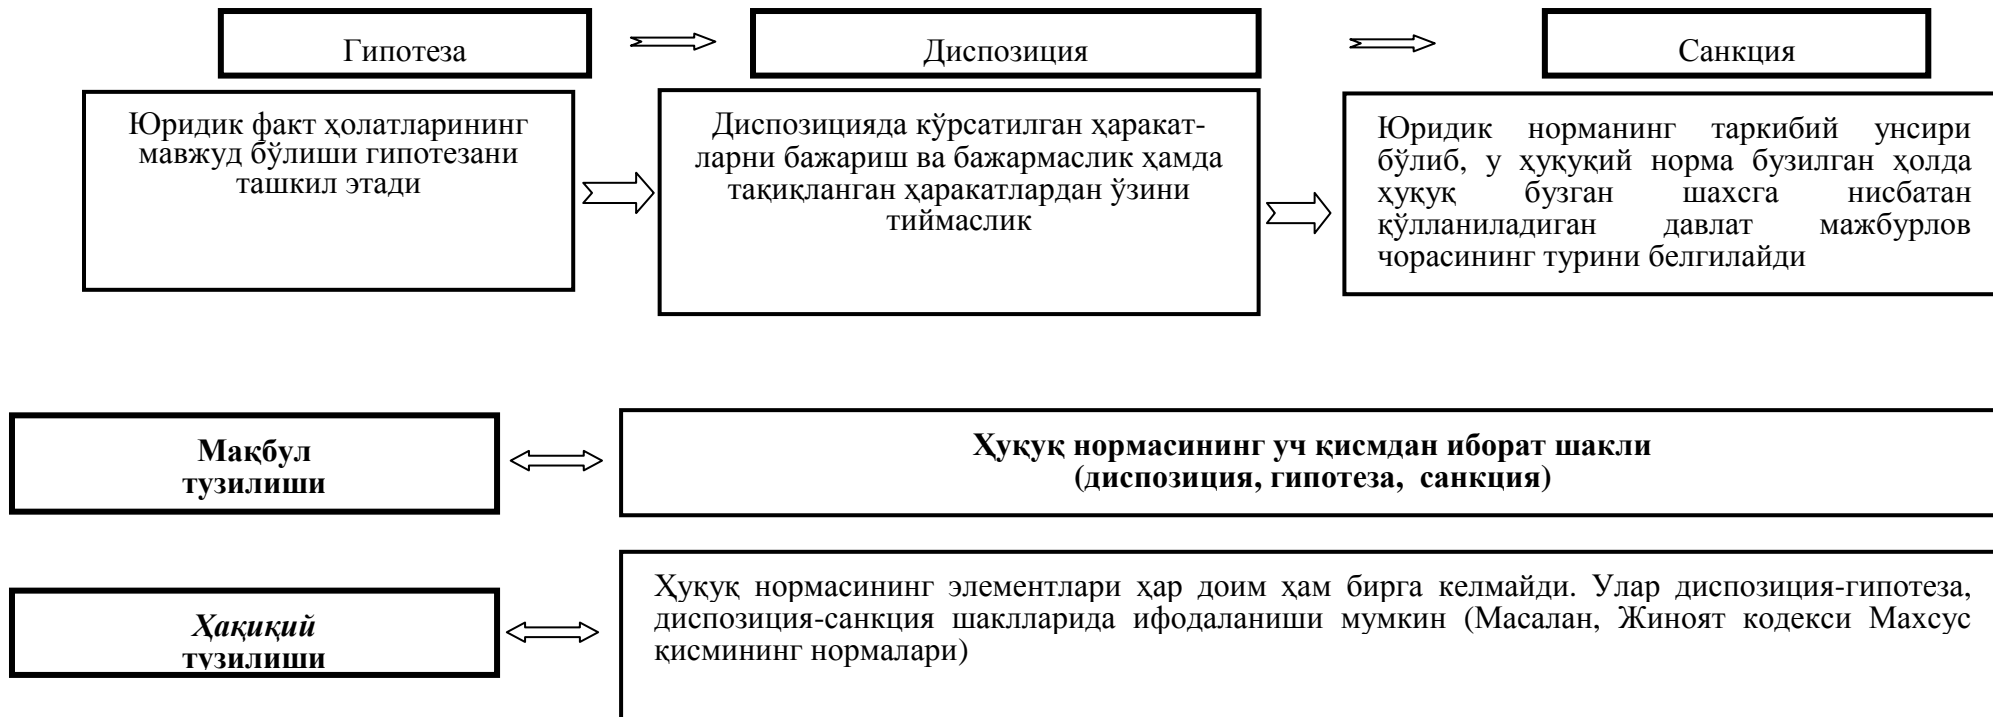 Гипотеза
Диспозиция
Санкция
Юридик факт ҳолатларининг
мавжуд бўлиши гипотезани
ташкил этади
Диспозицияда кўрсатилган ҳаракат-
ларни бажариш ва бажармаслик ҳамда
тақиқланган ҳаракатлардан ўзини
тиймаслик
Юридик норманинг таркибий унсири
бўлиб, у ҳуқуқий норма бузилган ҳолда
ҳуқуқ бузган шахсга нисбатан
қўлланиладиган давлат мажбурлов
чорасининг турини белгилайди
Мақбул
тузилиши
Ҳуқуқ нормасининг уч қисмдан иборат шакли
(диспозиция, гипотеза, санкция)
Ҳақиқий
тузилиши
Ҳуқуқ нормасининг элементлари ҳар доим ҳам бирга келмайди. Улар диспозиция-гипотеза,
диспозиция-санкция шаклларида ифодаланиши мумкин (Масалан, Жиноят кодекси Махсус
қисмининг нормалари)